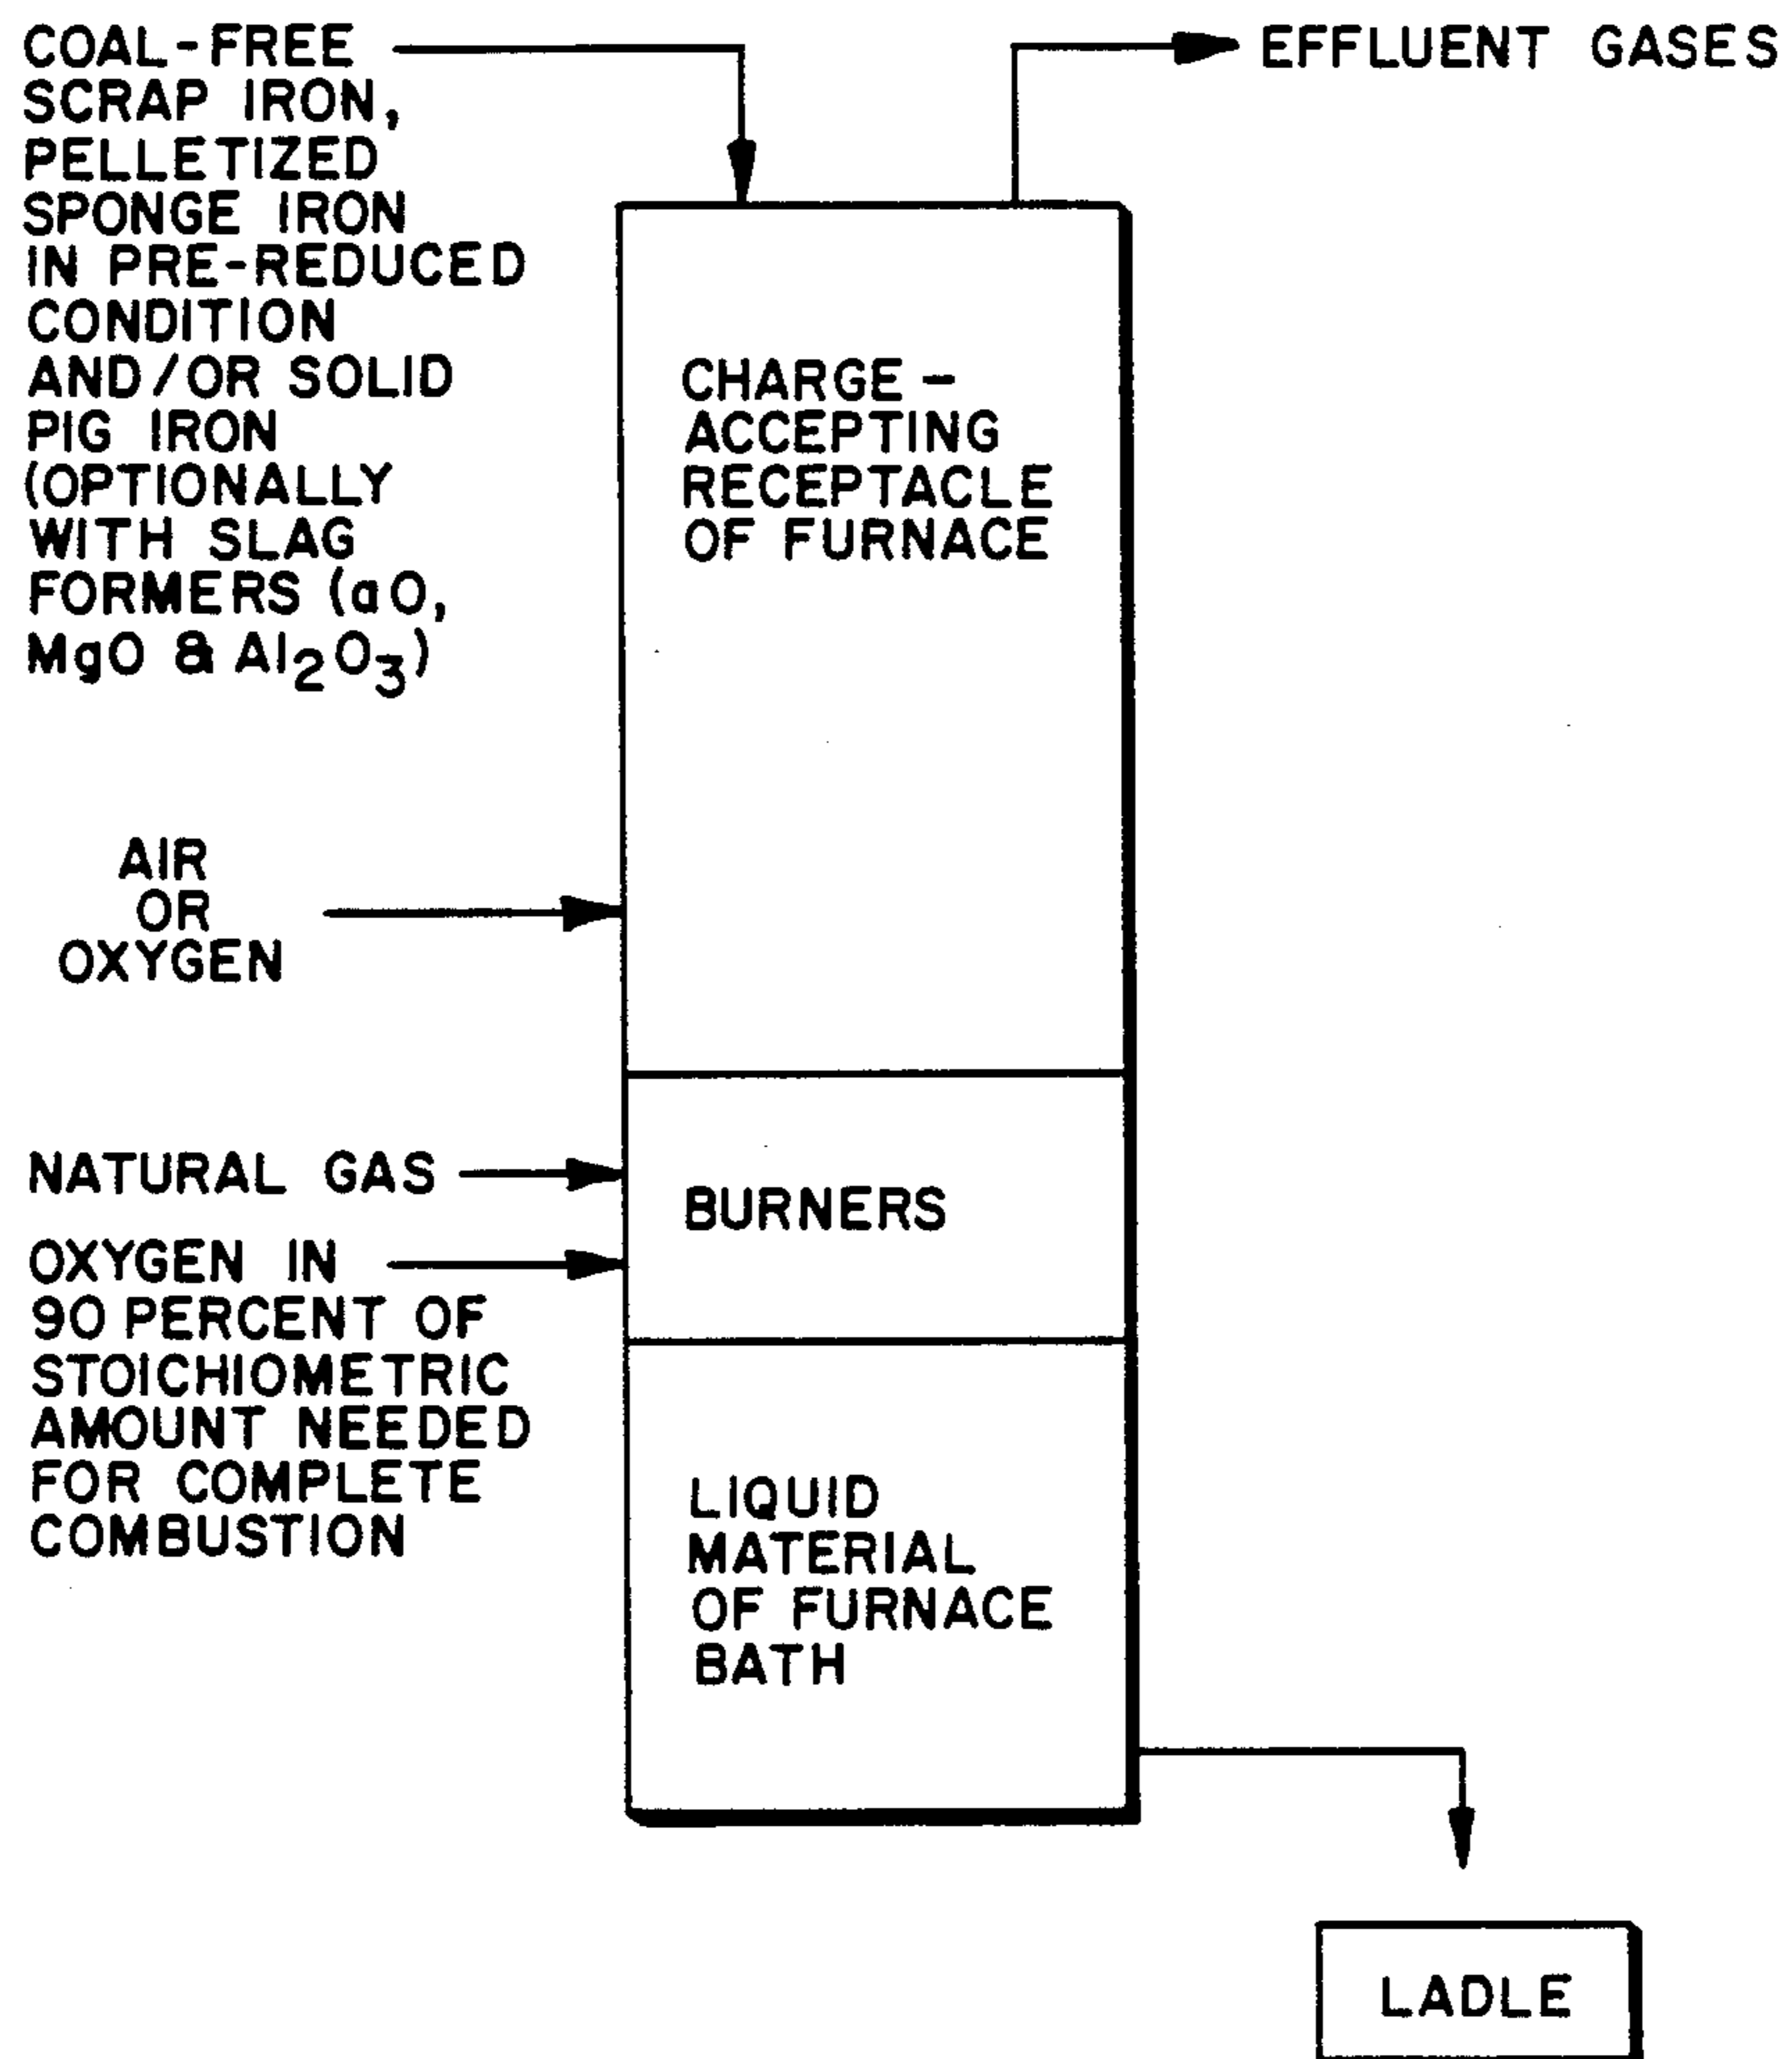 COAL-FREE
SCRAP IRON,
PELLETIZED
SPONGE IRON
IN PRE-REDUCED
CONDITION
AND/OR SOLID
PIG IRON
(OPTIONALLY
WITH SLAG
FORMERS (aO,
MgO & Al₂O₃)
EFFLUENT GASES
CHARGE-
ACCEPTING
RECEPTACLE
OF FURNACE
AIR
OR
OXYGEN
NATURAL GAS
BURNERS
OXYGEN IN
90 PERCENT OF
STOICHIOMETRIC
AMOUNT NEEDED
FOR COMPLETE
COMBUSTION
LIQUID
MATERIAL
OF FURNACE
BATH
LADLE